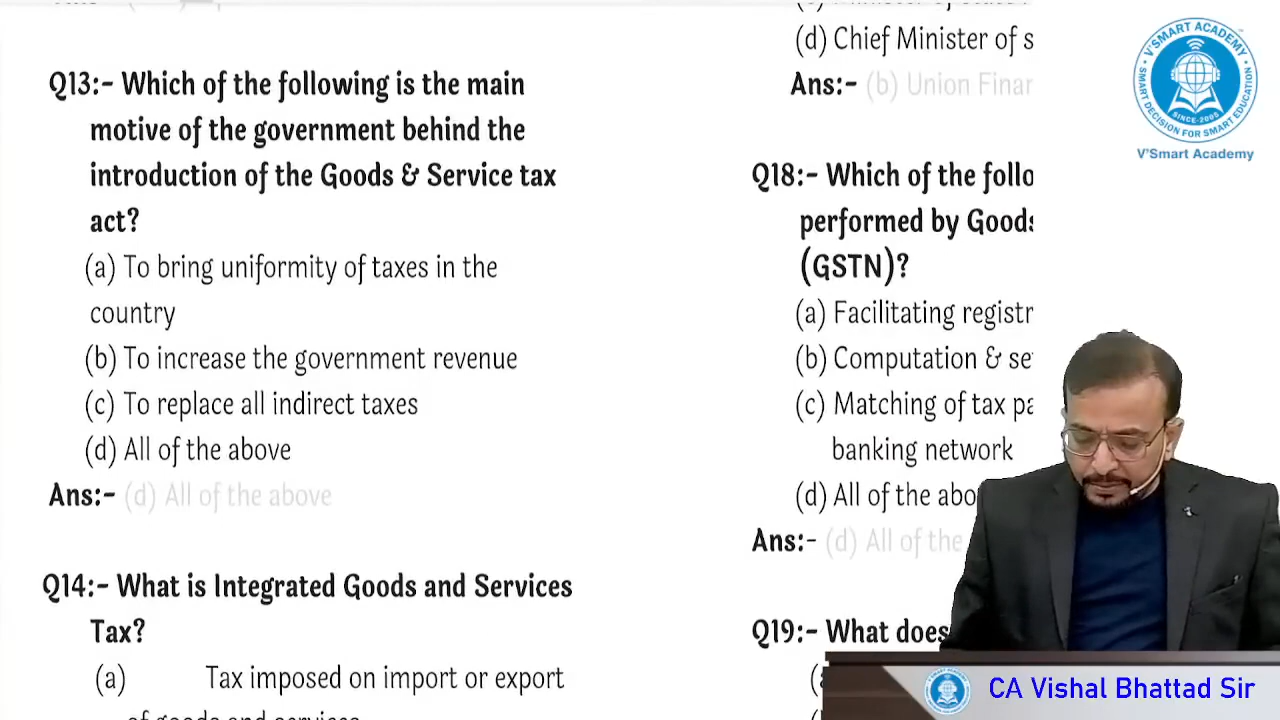 Q13:- Which of the following is the main
motive of the government behind the
introduction of the Goods & Service tax
act?
(a) To bring uniformity of taxes in the
country
(b) To increase the government revenue
(c) To replace all indirect taxes
(d) All of the above
Ans:- (d) All of the above
Q14:- What is Integrated Goods and Services
Tax?
(a) Tax imposed on import or export
of goods and services
(d) Chief Minister of s
Ans:- (b) Union Finan
Q18:- Which of the follo
performed by Goods
(GSTN)?
(a) Facilitating registr
(b) Computation & se
(c) Matching of tax pa
banking network
(d) All of the abo
Ans:- (d) All of the
Q19:- What does
V'SMART ACADEMY
SINCE-2005
SMART DECISION FOR SMART EDUCATION
V'Smart Academy
CA Vishal Bhattad Sir